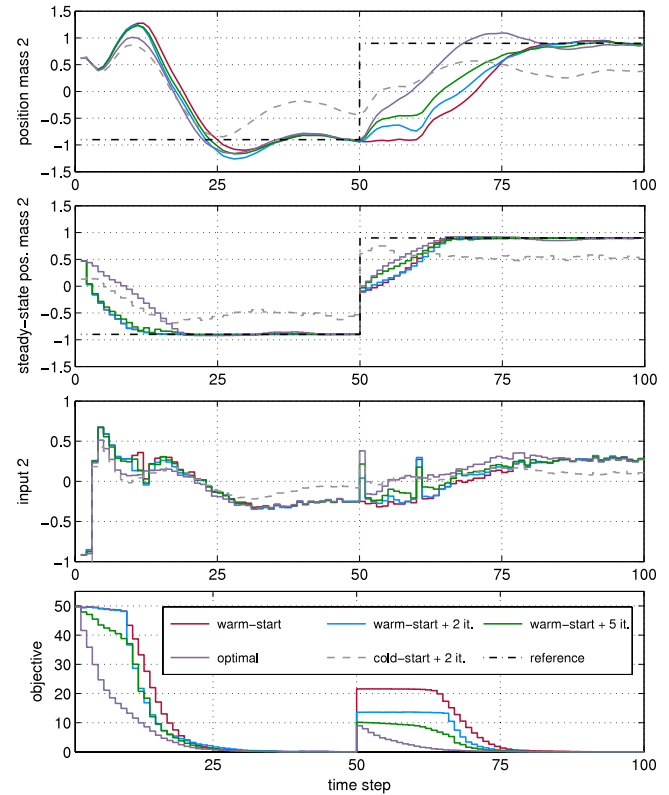 position mass 2
1.5
1
0.5
0
−0.5
−1
−1.5
0 25 50 75 100
steady−state pos. mass 2
1.5
1
0.5
0
−0.5
−1
−1.5
0 25 50 75 100
input 2
1
0.5
0
−0.5
−1
0 25 50 75 100
objective
50
40
30
20
10
0
warm−start warm−start + 2 it. warm−start + 5 it.
optimal cold−start + 2 it. reference
25 50 75 100
time step